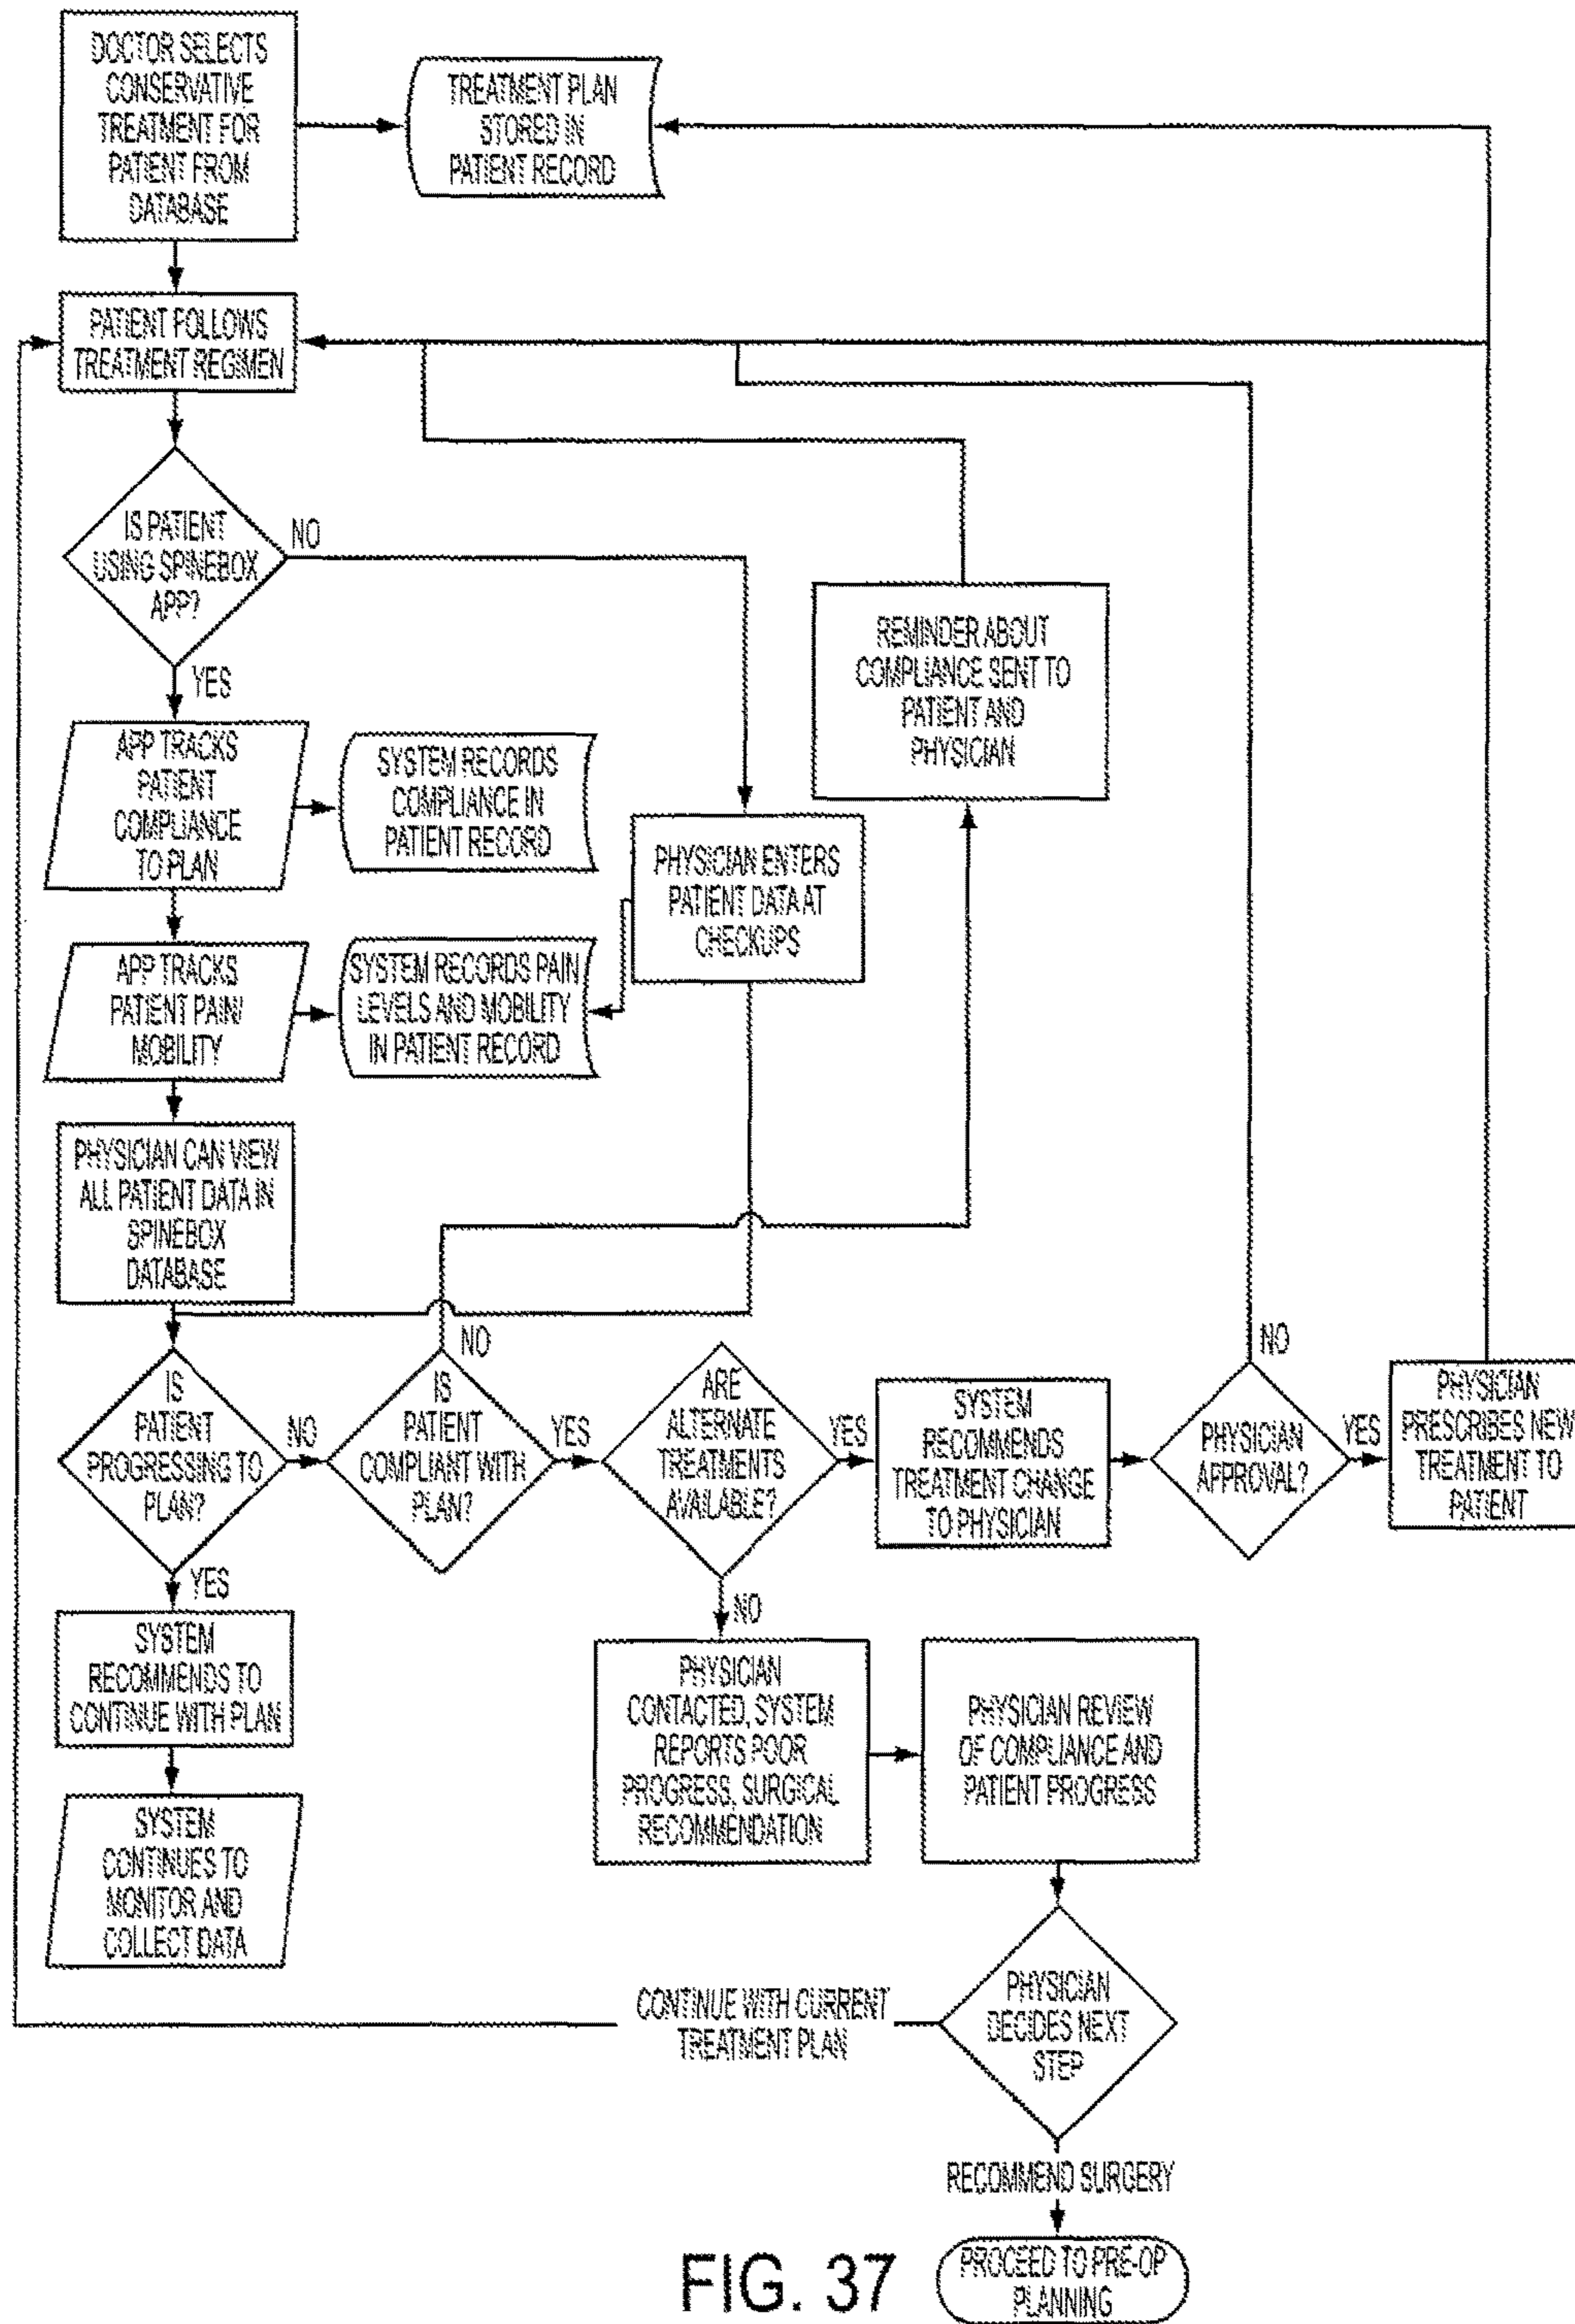 DOCTOR SELECTS
CONSERVATIVE
TREATMENT FOR
PATIENT FROM
DATABASE
TREATMENT PLAN
STORED IN
PATIENT RECORD
PATIENT FOLLOWS
TREATMENT REGIMEN
IS PATIENT
USING SPINEBOX
APP?
NO
YES
REMINDER ABOUT
COMPLIANCE SENT TO
PATIENT AND
PHYSICIAN
APP TRACKS
PATIENT
COMPLIANCE
TO PLAN
SYSTEM RECORDS
COMPLIANCE IN
PATIENT RECORD
PHYSICIAN ENTERS
PATIENT DATA AT
CHECKUPS
APP TRACKS
PATIENT PAIN/
MOBILITY
SYSTEM RECORDS PAIN
LEVELS AND MOBILITY
IN PATIENT RECORD
PHYSICIAN CAN VIEW
ALL PATIENT DATA IN
SPINEBOX
DATABASE
IS
PATIENT
PROGRESSING TO
PLAN?
NO
IS
PATIENT
COMPLIANT WITH
PLAN?
NO
YES
ARE
ALTERNATE
TREATMENTS
AVAILABLE?
YES
SYSTEM
RECOMMENDS
TREATMENT CHANGE
TO PHYSICIAN
PHYSICIAN
APPROVAL?
NO
YES
PHYSICIAN
PRESCRIBES NEW
TREATMENT TO
PATIENT
YES
NO
SYSTEM
RECOMMENDS TO
CONTINUE WITH PLAN
PHYSICIAN
CONTACTED, SYSTEM
REPORTS POOR
PROGRESS, SURGICAL
RECOMMENDATION
PHYSICIAN REVIEW
OF COMPLIANCE AND
PATIENT PROGRESS
SYSTEM
CONTINUES TO
MONITOR AND
COLLECT DATA
CONTINUE WITH CURRENT
TREATMENT PLAN
PHYSICIAN
DECIDES NEXT
STEP
RECOMMEND SURGERY
PROCEED TO PRE-OP
PLANNING
FIG. 37